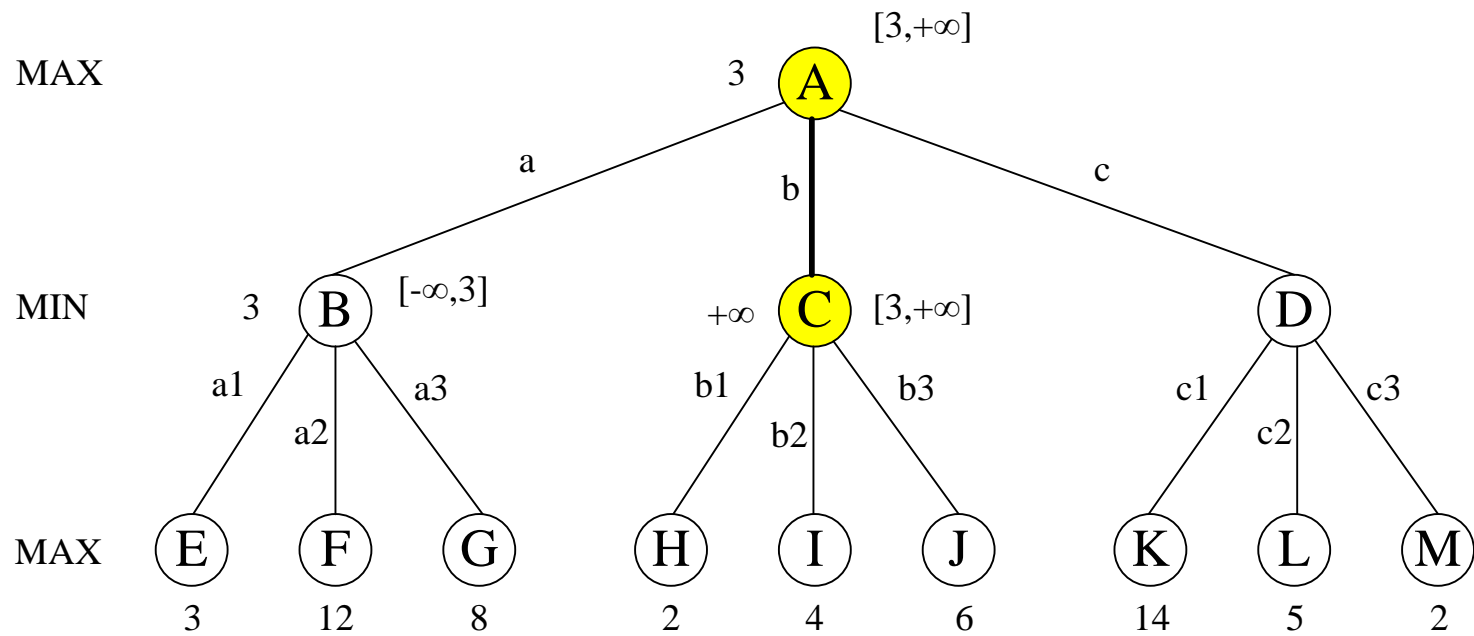 [3,+∞]
MAX 3 A
a b c
MIN 3 B [-∞,3] +∞ C [3,+∞] D
a1 a3 b1 b3 c1 c3
a2 b2 c2
MAX E F G H I J K L M
3 12 8 2 4 6 14 5 2